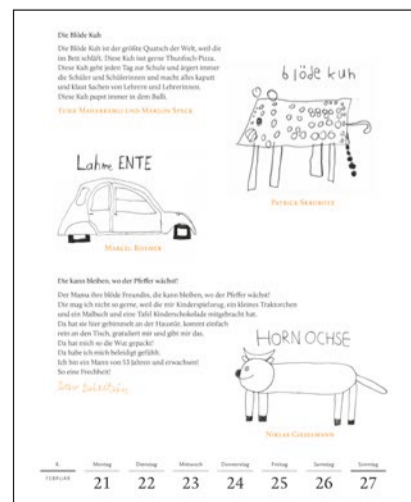 Die Blöde Kuh
Die Blöde Kuh ist der größte Quatsch der Welt, weil die
im Bett schläft. Diese Kuh isst gerne Thunfisch-Pizza.
Diese Kuh geht jeden Tag zur Schule und ärgert immer
die Schüler und Schülerinnen und macht alles kaputt
und klaut Sachen von Lehrern und Lehrerinnen.
Diese Kuh pupst immer in dem Bulli.
und Marlon Speck
blöde kuh
Patrick
Lahme ENTE
Marcel
Die kann bleiben, wo der Pfeffer wächst!
Der Mama ihre blöde Freundin, die kann bleiben, wo der Pfeffer wächst!
Die mag ich nicht so gerne, weil die mir Kinderspielzeug, ein kleines Traktorchen
und ein Malbuch und eine Tafel Kinderschokolade mitgebracht hat.
Da hat sie hier gebimmelt an der Haustür, kommt einfach
rein an den Tisch, gratuliert mir und gibt mir das.
Da hat mich so die Wut gepackt!
Da habe ich mich beleidigt gefühlt.
Ich bin ein Mann von 53 Jahren und erwachsen!
So eine Frechheit!
HORNOCHSE
Niklas Gieselmann
8. Montag Dienstag Mittwoch Donnerstag Freitag Samstag Sonntag
FEBRUAR 21 22 23 24 25 26 27